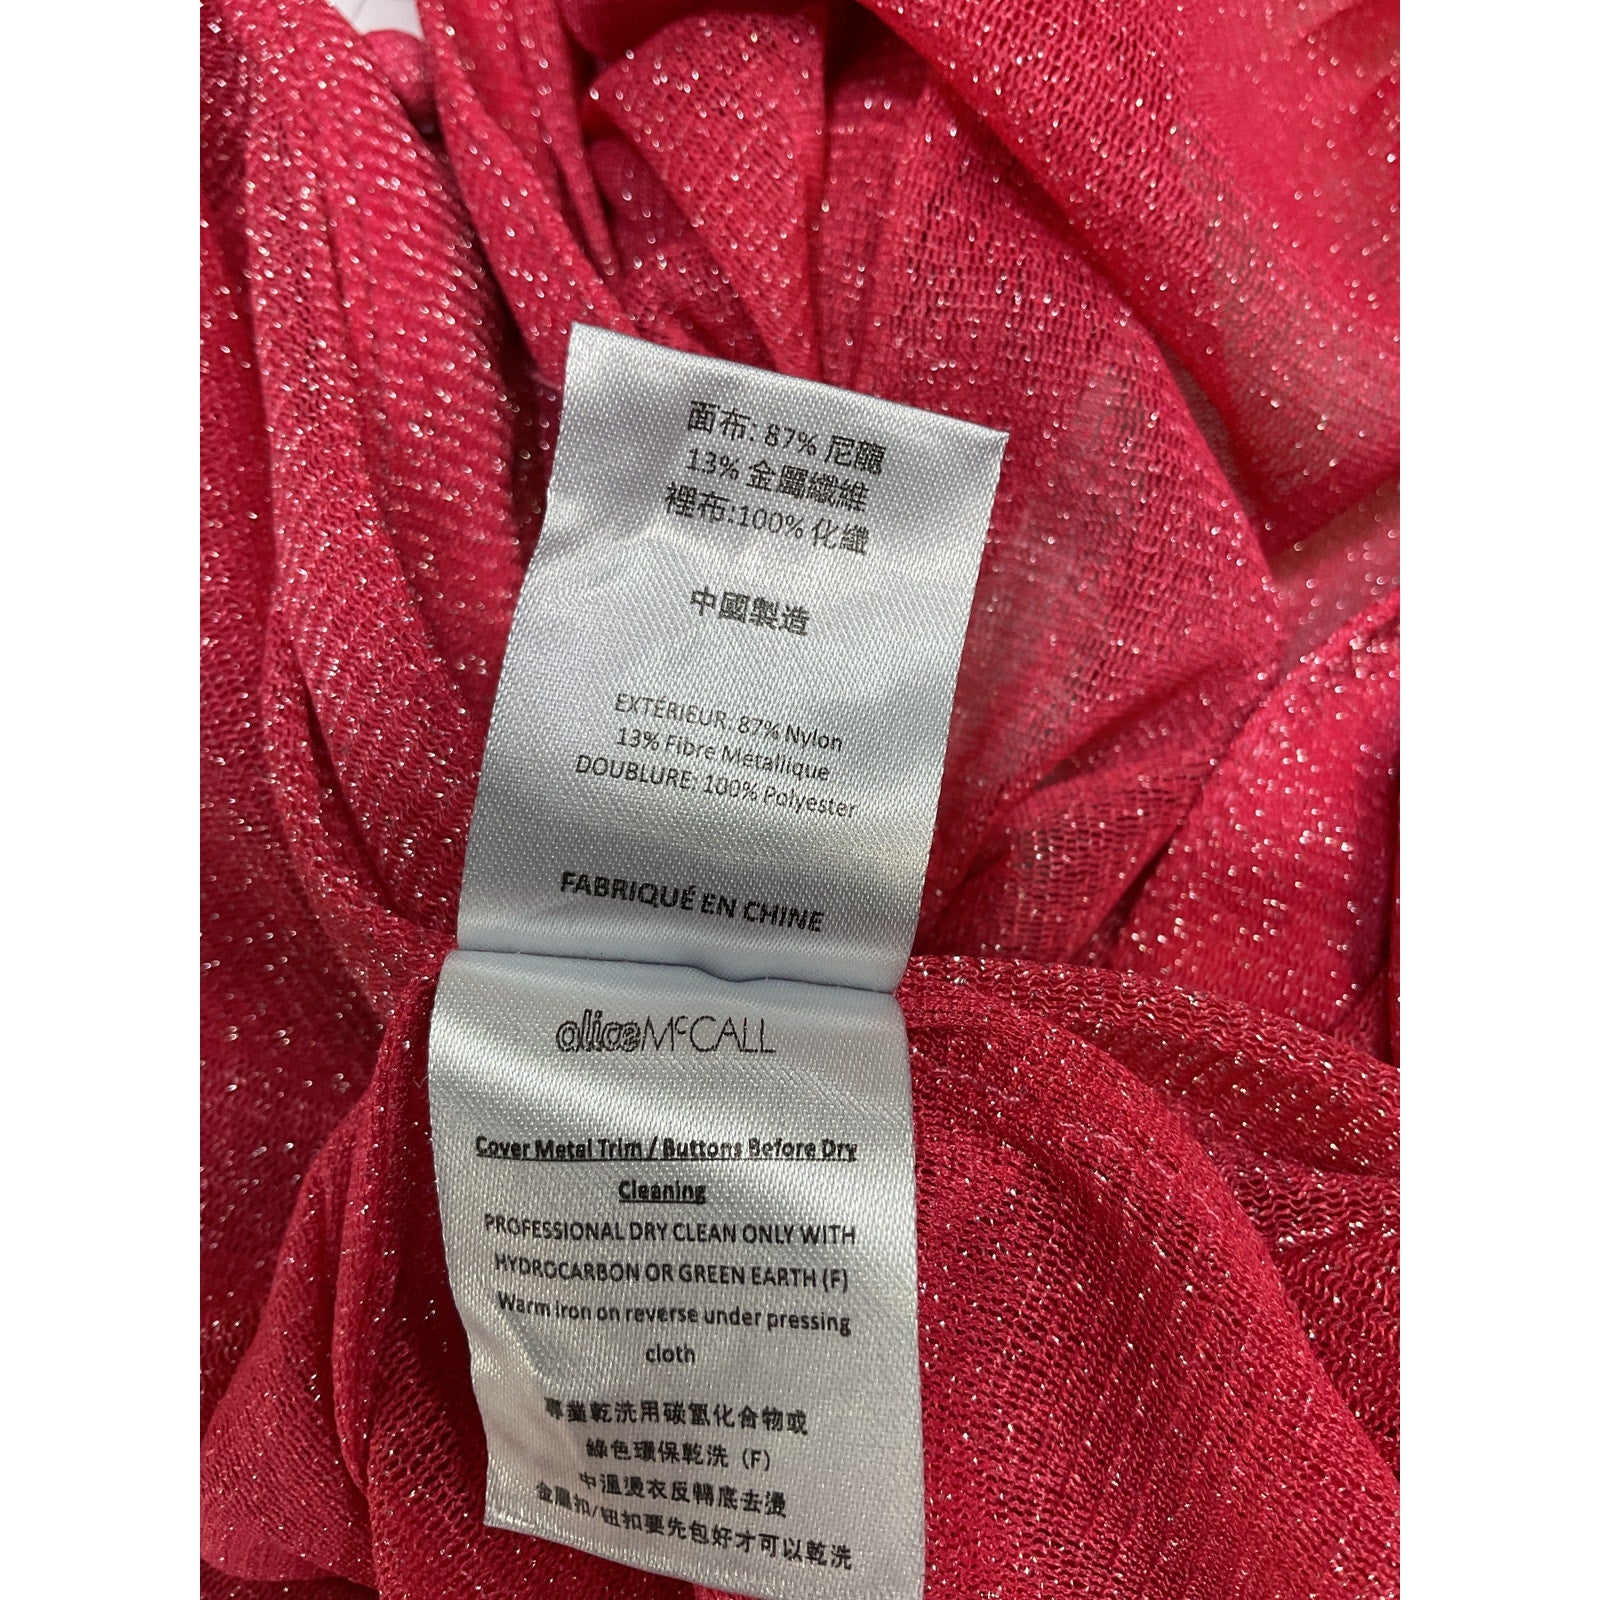 面布: 87% 尼龍
13% 金屬纖維
裡布:100% 化纖
中國製造
EXTÉRIEUR: 87% Nylon
13% Fibre Métallique
DOUBLURE: 100% Polyester
FABRIQUÉ EN CHINE
alice McCALL
Cover Metal Trim / Buttons Before Dry
Cleaning
PROFESSIONAL DRY CLEAN ONLY WITH
HYDROCARBON OR GREEN EARTH (F)
Warm iron on reverse under pressing
cloth
專業乾洗用碳氫化合物或
綠色環保乾洗 (F)
中溫燙衣反轉底去燙
金屬扣/鈕扣要先包好才可以乾洗